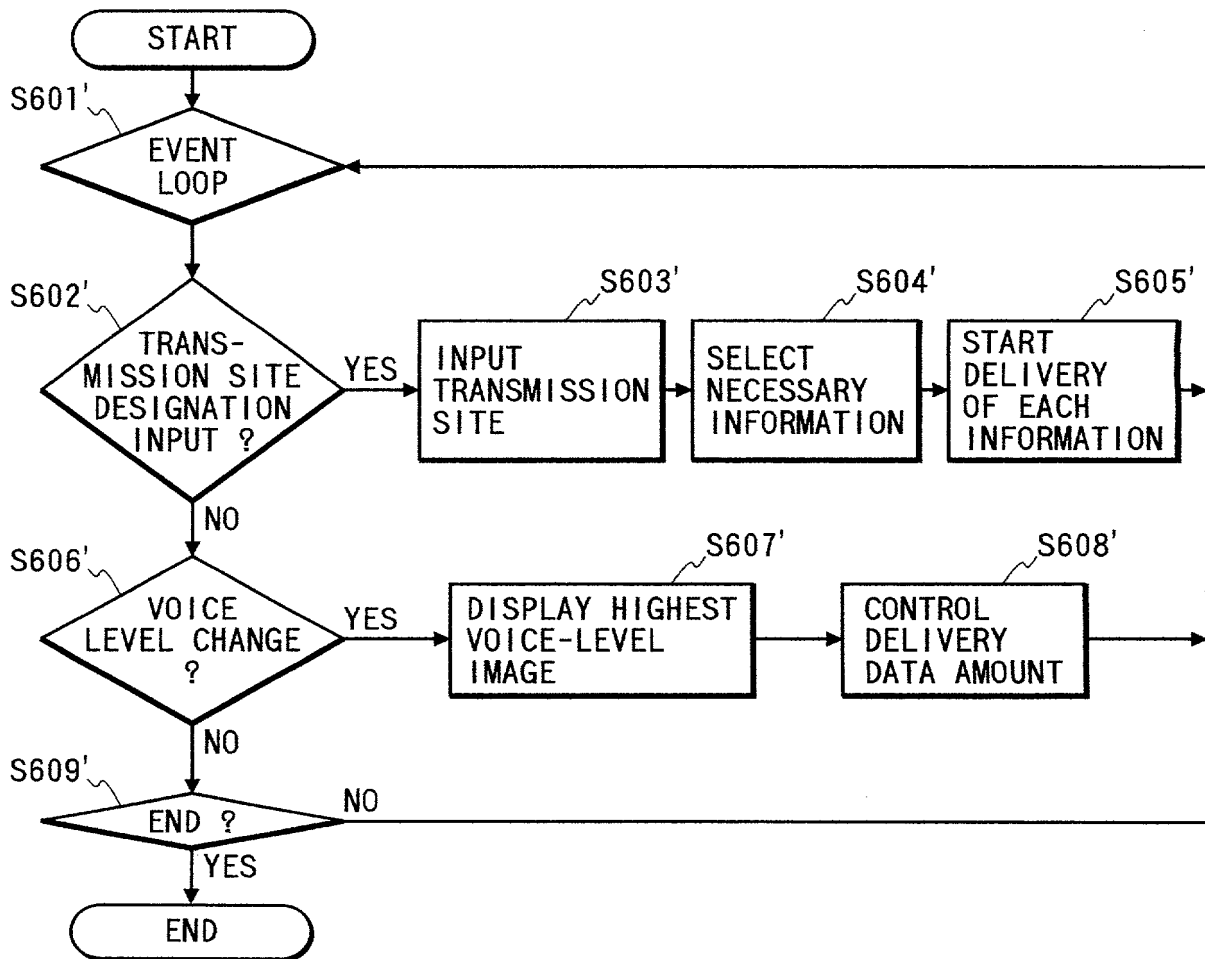 START
S601'
EVENT
LOOP
S602'
TRANS-
MISSION SITE
DESIGNATION
INPUT ?
YES
S603'
INPUT
TRANSMISSION
SITE
S604'
SELECT
NECESSARY
INFORMATION
S605'
START
DELIVERY
OF EACH
INFORMATION
NO
S606'
VOICE
LEVEL CHANGE
?
YES
S607'
DISPLAY HIGHEST
VOICE-LEVEL
IMAGE
S608'
CONTROL
DELIVERY
DATA AMOUNT
NO
S609'
END ?
NO
YES
END